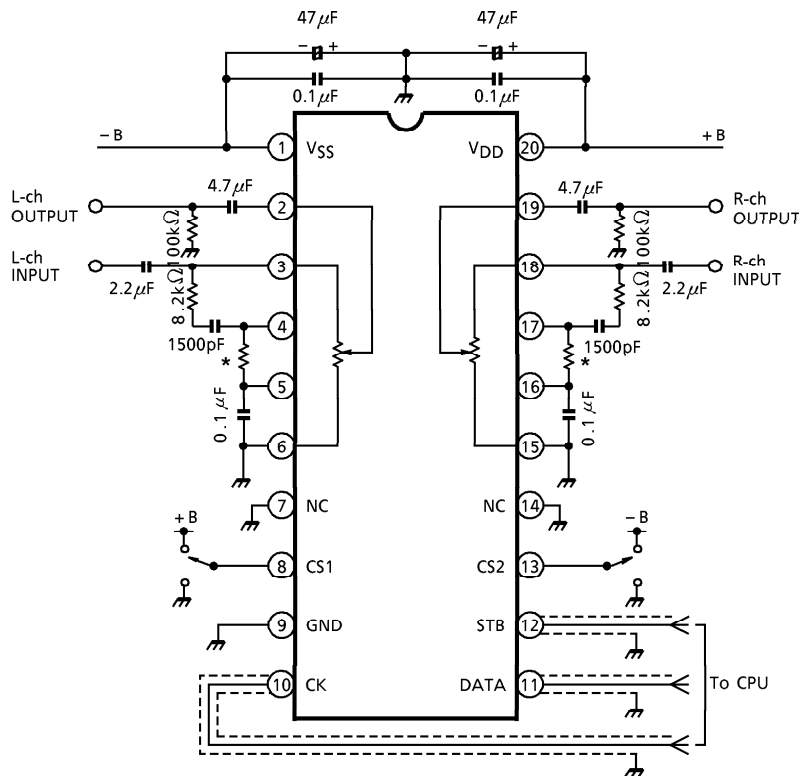 47μF 47μF
− + − +
0.1μF 0.1μF
− B 1 VSS VDD 20 + B
L-ch
OUTPUT
4.7μF 2 19 4.7μF
R-ch
OUTPUT
100kΩ 100kΩ
L-ch
INPUT
2.2μF 3 18 2.2μF
R-ch
INPUT
8.2kΩ 8.2kΩ
1500pF 4 17 1500pF
* *
5 16
0.1μF 0.1μF
6 15
7 NC NC 14
+ B − B
8 CS1 CS2 13
9 GND STB 12
10 CK DATA 11
To CPU